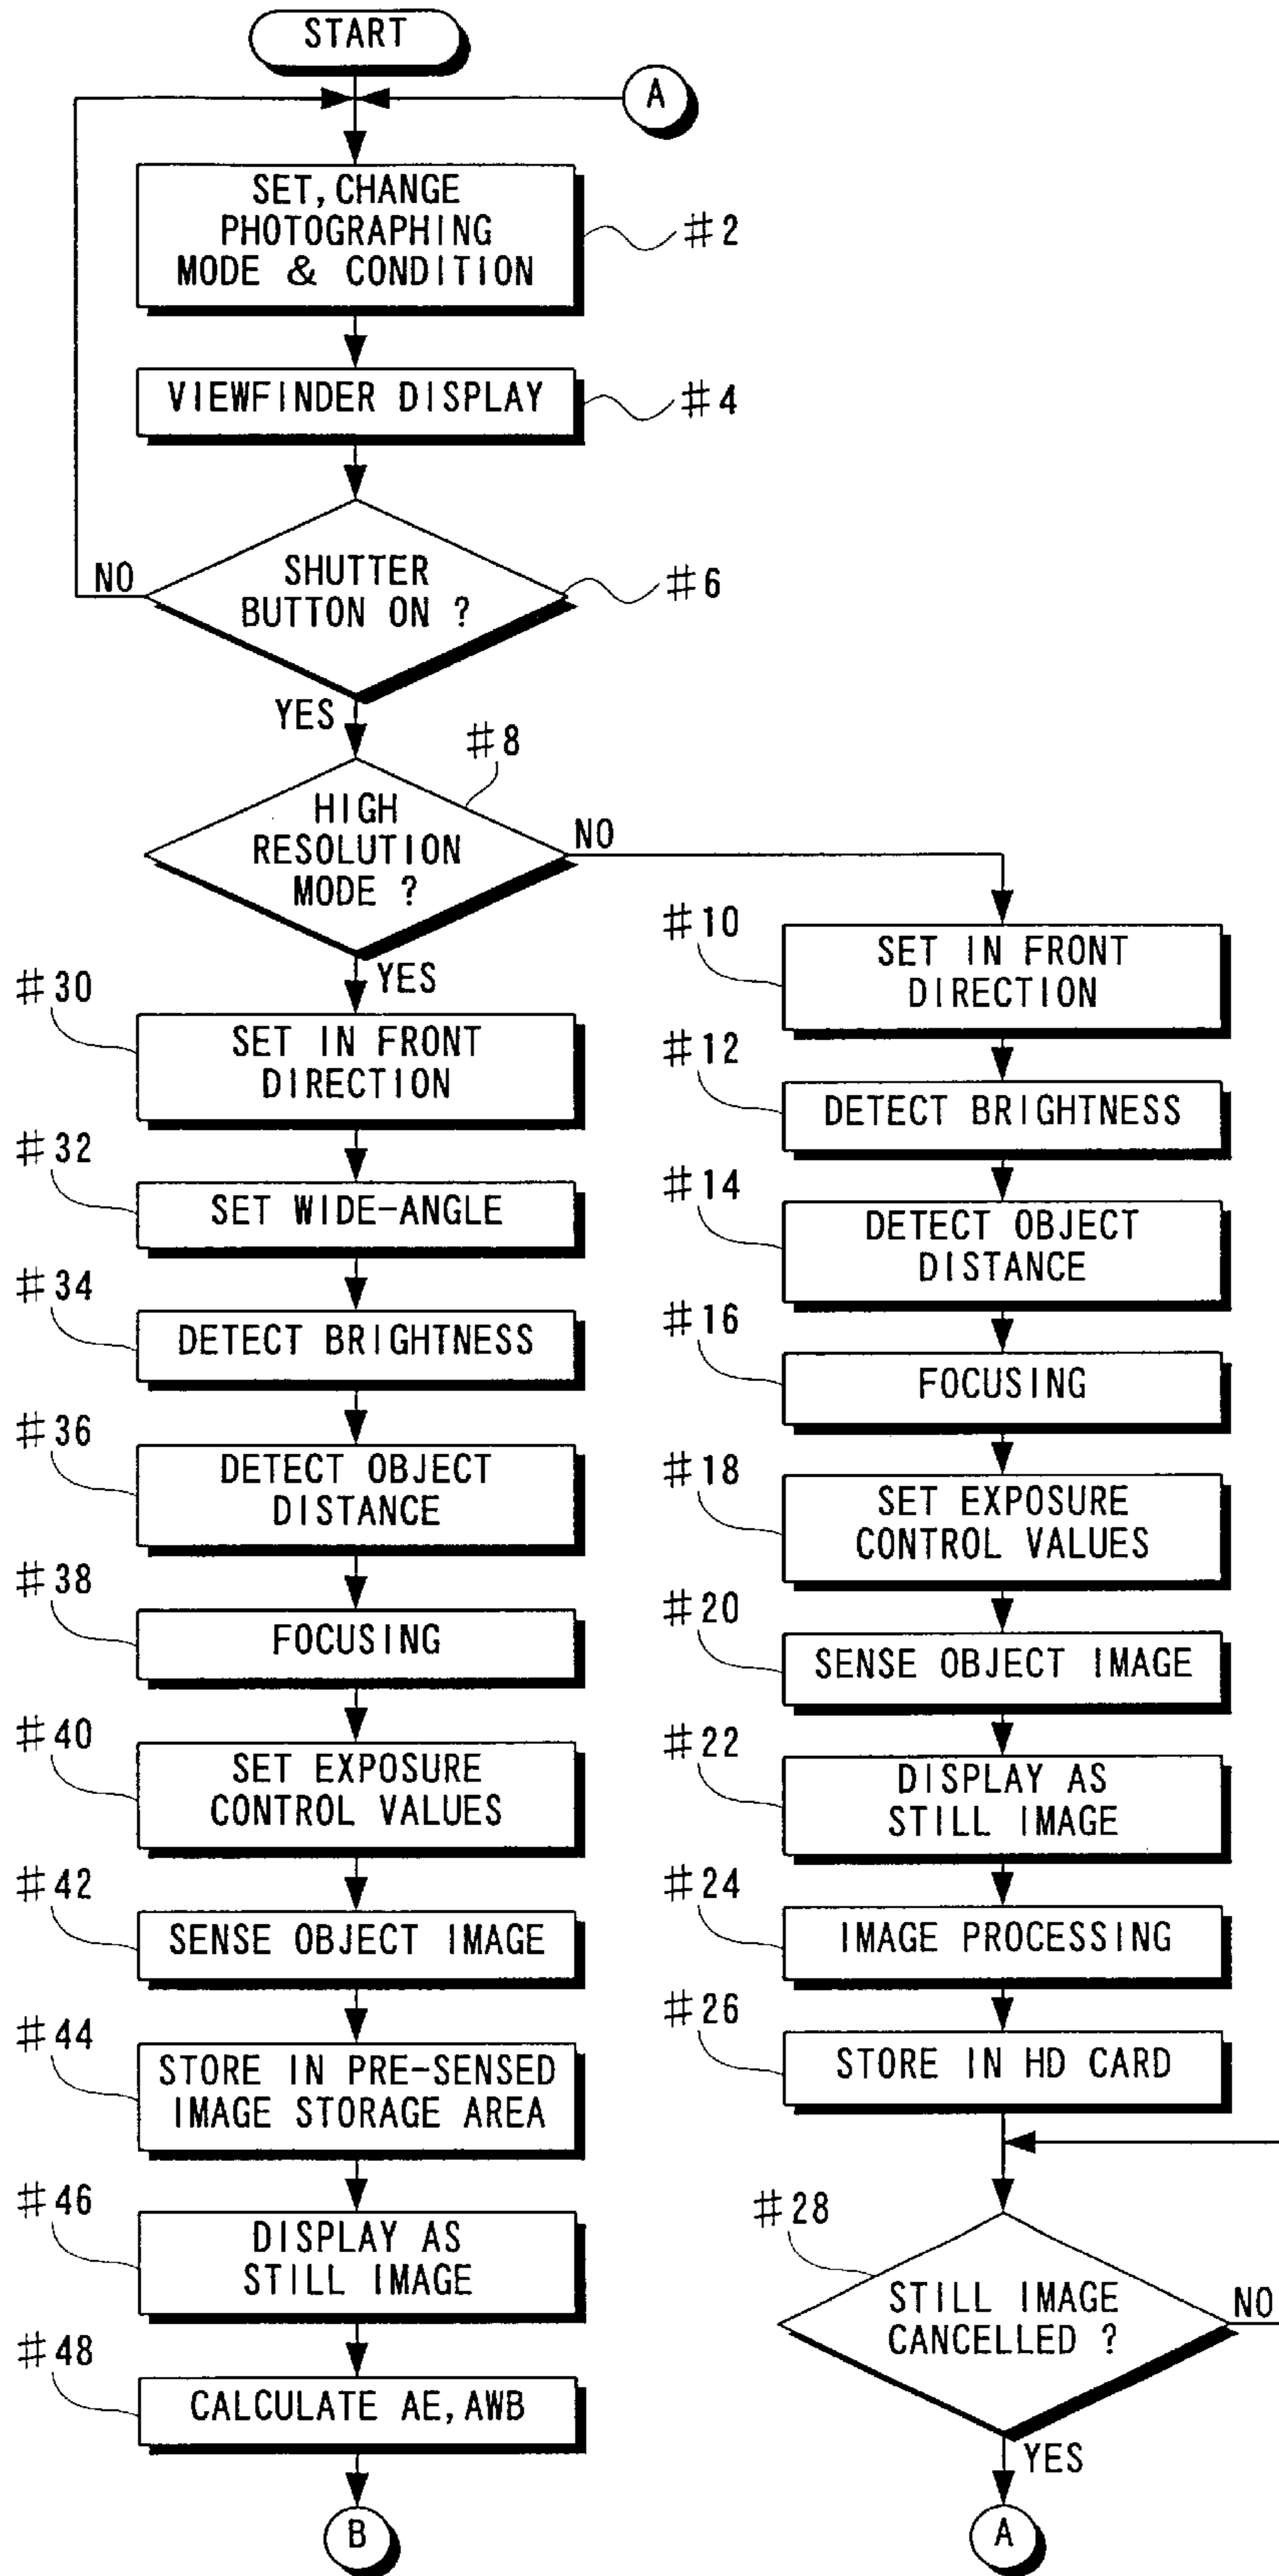 START
A
SET, CHANGE
PHOTOGRAPHING
MODE & CONDITION
#2
VIEWFINDER DISPLAY
#4
SHUTTER
BUTTON ON ?
#6
NO
YES
#8
HIGH
RESOLUTION
MODE ?
NO
YES
#30
SET IN FRONT
DIRECTION
#32
SET WIDE-ANGLE
#34
DETECT BRIGHTNESS
#36
DETECT OBJECT
DISTANCE
#38
FOCUSING
#40
SET EXPOSURE
CONTROL VALUES
#42
SENSE OBJECT IMAGE
#44
STORE IN PRE-SENSED
IMAGE STORAGE AREA
#46
DISPLAY AS
STILL IMAGE
#48
CALCULATE AE, AWB
B
#10
SET IN FRONT
DIRECTION
#12
DETECT BRIGHTNESS
#14
DETECT OBJECT
DISTANCE
#16
FOCUSING
#18
SET EXPOSURE
CONTROL VALUES
#20
SENSE OBJECT IMAGE
#22
DISPLAY AS
STILL IMAGE
#24
IMAGE PROCESSING
#26
STORE IN HD CARD
#28
STILL IMAGE
CANCELLED ?
NO
YES
A